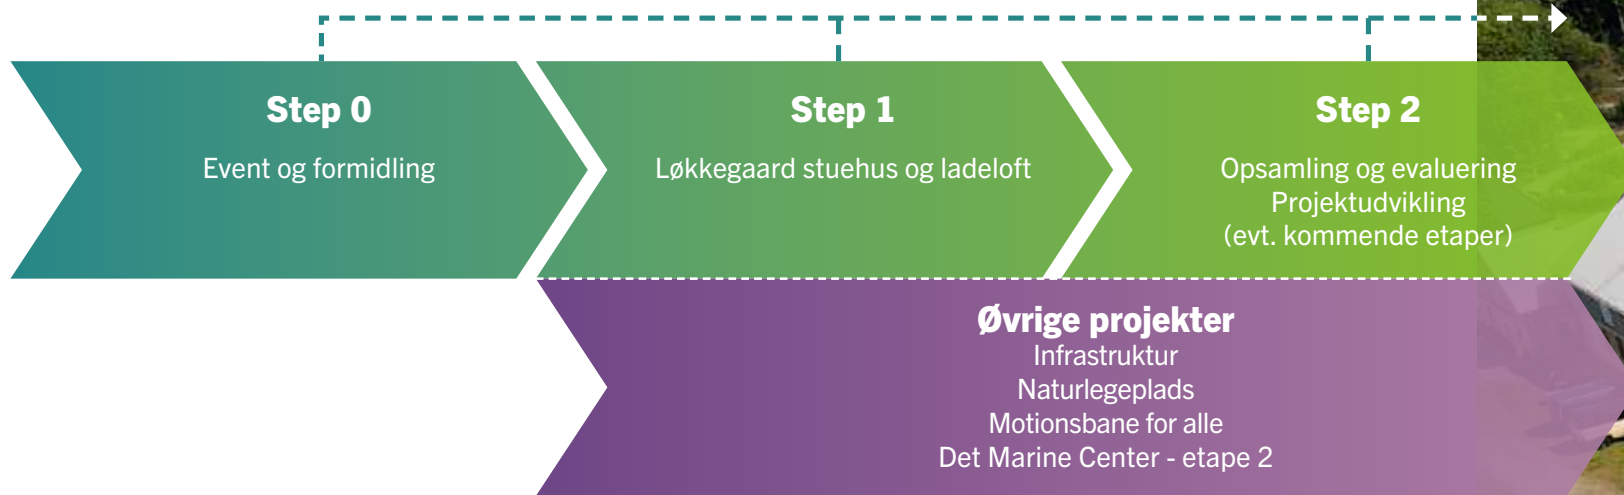 Step 0
Event og formidling
Step 1
Løkkegaard stuehus og ladeloft
Step 2
Opsamling og evaluering
Projektudvikling
(evt. kommende etaper)
Øvrige projekter
Infrastruktur
Naturlegeplads
Motionsbane for alle
Det Marine Center - etape 2